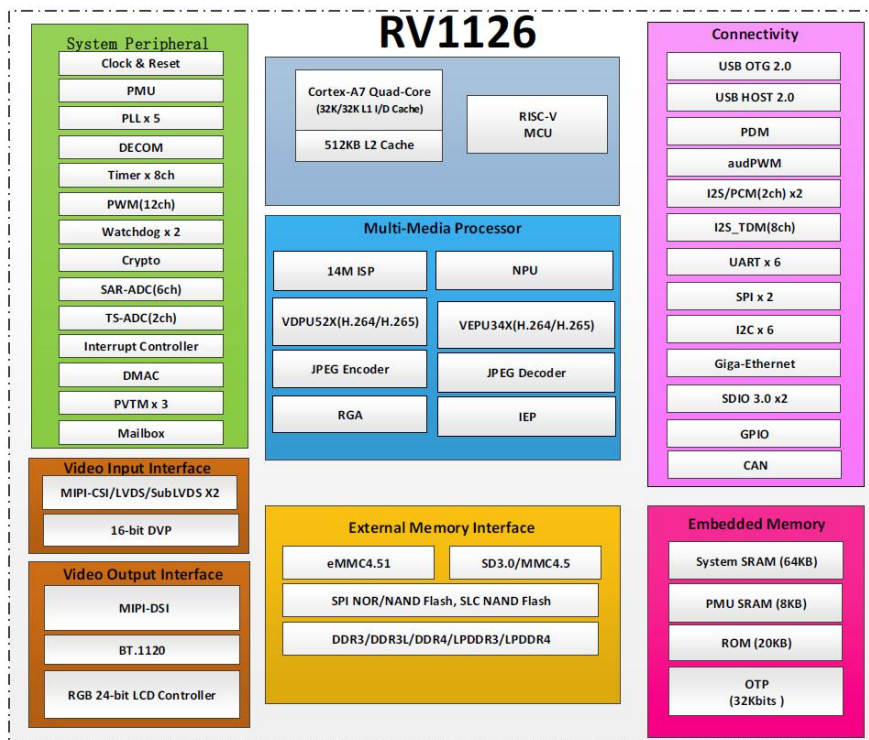 RV1126
System Peripheral
Clock & Reset
PMU
PLL x 5
DECOM
Timer x 8ch
PWM(12ch)
Watchdog x 2
Crypto
SAR-ADC(6ch)
TS-ADC(2ch)
Interrupt Controller
DMAC
PVTM x 3
Mailbox
Video Input Interface
MIPI-CSI/LVDS/SubLVDS X2
16-bit DVP
Video Output Interface
MIPI-DSI
BT.1120
RGB 24-bit LCD Controller
Cortex-A7 Quad-Core
(32K/32K L1 I/D Cache)
512KB L2 Cache
RISC-V
MCU
Multi-Media Processor
14M ISP
NPU
VDPU52X(H.264/H.265)
VEPU34X(H.264/H.265)
JPEG Encoder
JPEG Decoder
RGA
IEP
External Memory Interface
eMMC4.51
SD3.0/MMC4.5
SPI NOR/NAND Flash, SLC NAND Flash
DDR3/DDR3L/DDR4/LPDDR3/LPDDR4
Connectivity
USB OTG 2.0
USB HOST 2.0
PDM
audPWM
I2S/PCM(2ch) x2
I2S_TDM(8ch)
UART x 6
SPI x 2
I2C x 6
Giga-Ethernet
SDIO 3.0 x2
GPIO
CAN
Embedded Memory
System SRAM (64KB)
PMU SRAM (8KB)
ROM (20KB)
OTP
(32Kbits )